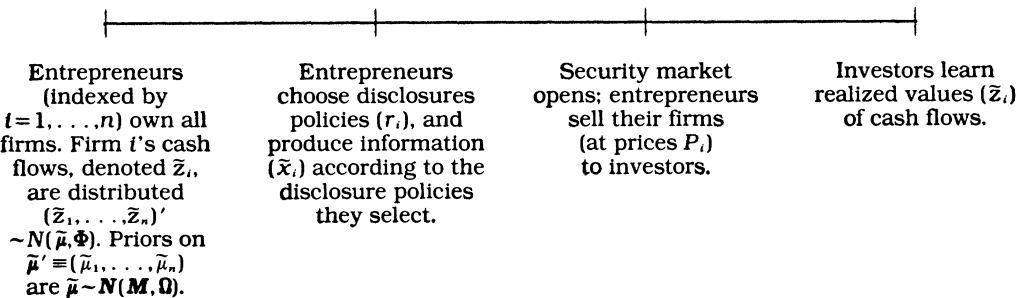 Entrepreneurs
(indexed by
i=1,...,n) own all
firms. Firm i's cash
flows, denoted z̃ᵢ,
are distributed
(z̃₁,...,z̃ₙ)′
~N(μ̃,Φ). Priors on
μ̃′ ≡(μ̃₁,...,μ̃ₙ)
are μ̃~N(M,Ω).
Entrepreneurs
choose disclosures
policies (rᵢ), and
produce information
(x̃ᵢ) according to the
disclosure policies
they select.
Security market
opens; entrepreneurs
sell their firms
(at prices Pᵢ)
to investors.
Investors learn
realized values (z̃ᵢ)
of cash flows.